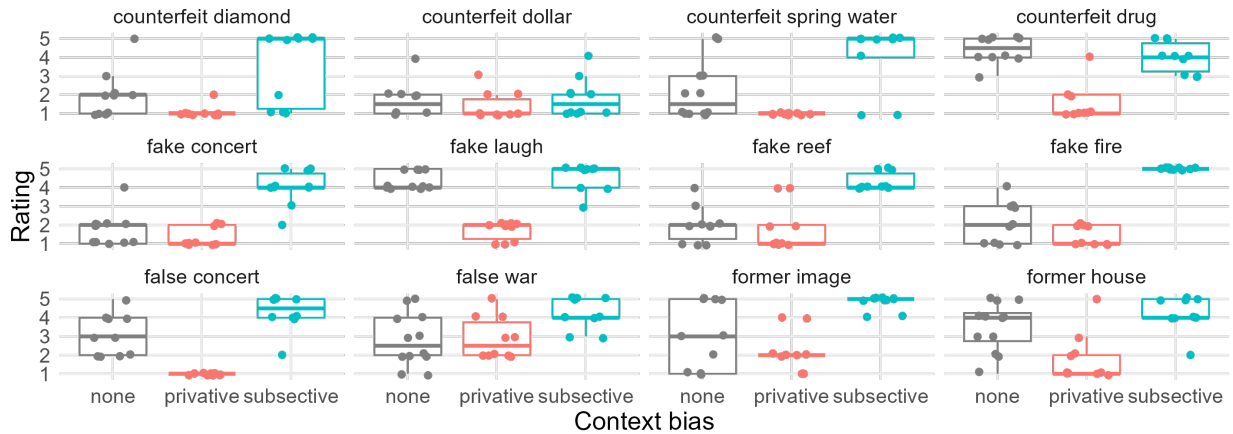 counterfeit diamond counterfeit dollar counterfeit spring water counterfeit drug
5
4
3
2
1
fake concert fake laugh fake reef fake fire
5
4
3
2
1
false concert false war former image former house
5
4
3
2
1
none privative subsective none privative subsective none privative subsective none privative subsective
Context bias
Rating